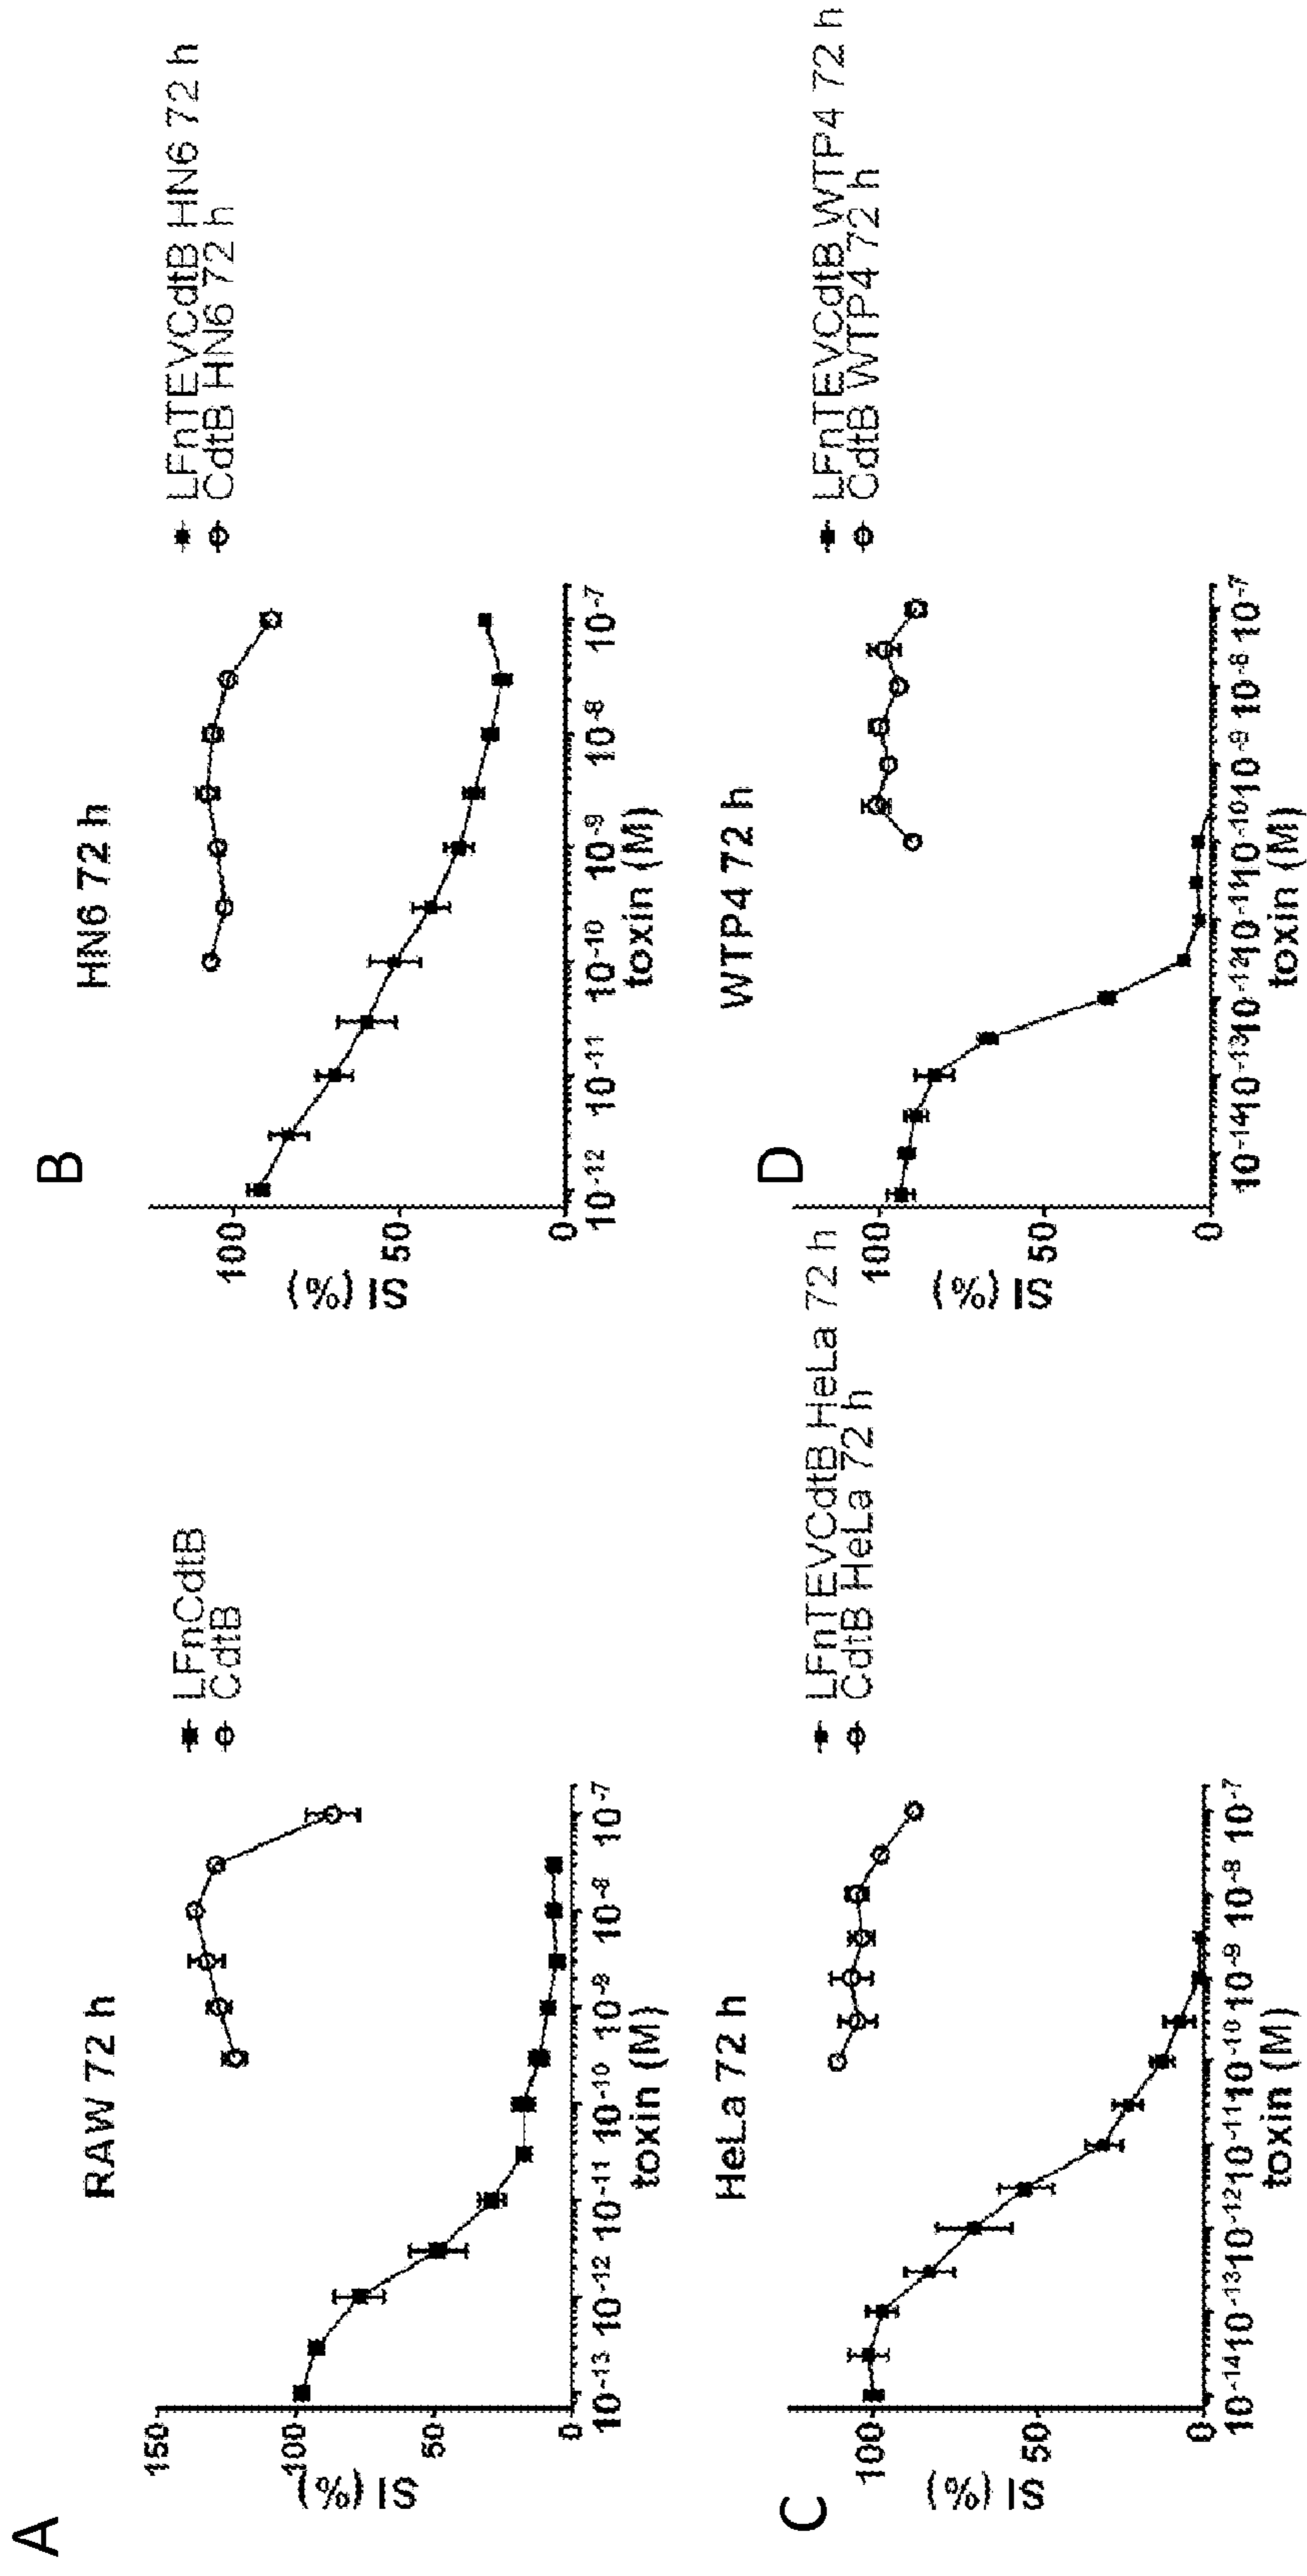 A
RAW 72 h
LFnCdtB
CdtB
150
100
50
0
SI (%)
10-13 10-12 10-11 10-10 10-9 10-8 10-7
toxin (M)
B
HN6 72 h
LFnTEVCdtB HN6 72 h
CdtB HN6 72 h
100
50
0
SI (%)
10-12 10-11 10-10 10-9 10-8 10-7
toxin (M)
C
HeLa 72 h
LFnTEVCdtB HeLa 72 h
CdtB HeLa 72 h
100
50
0
SI (%)
10-14 10-13 10-12 10-11 10-10 10-9 10-8 10-7
toxin (M)
D
WTP4 72 h
LFnTEVCdtB WTP4 72 h
CdtB WTP4 72 h
100
50
0
SI (%)
10-14 10-13 10-12 10-11 10-10 10-9 10-8 10-7
toxin (M)